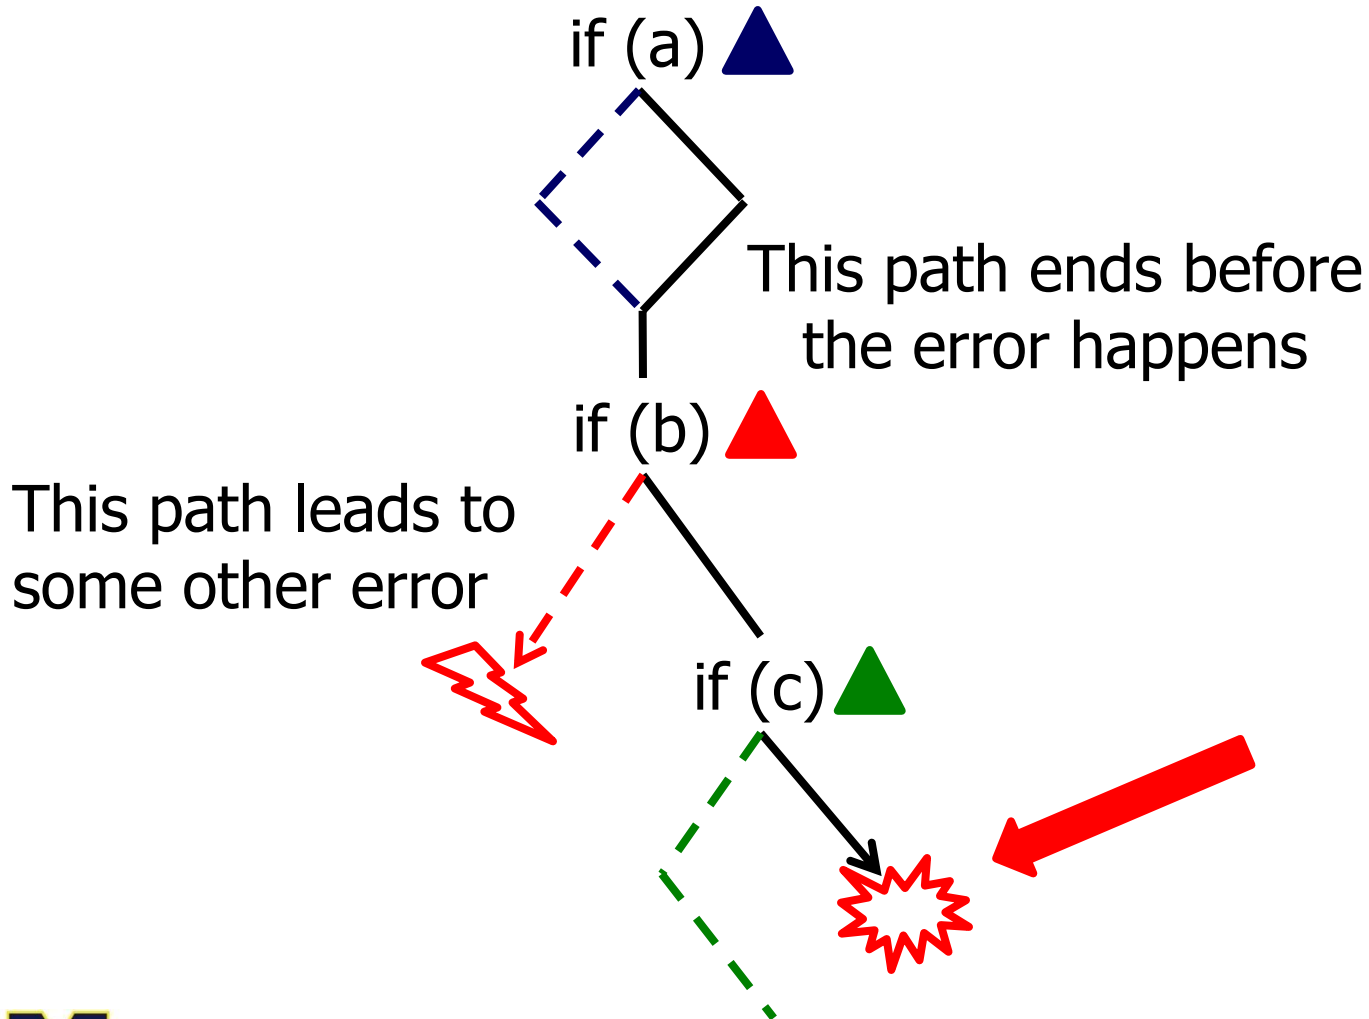 if (a)
This path ends before
the error happens
if (b)
This path leads to
some other error
if (c)